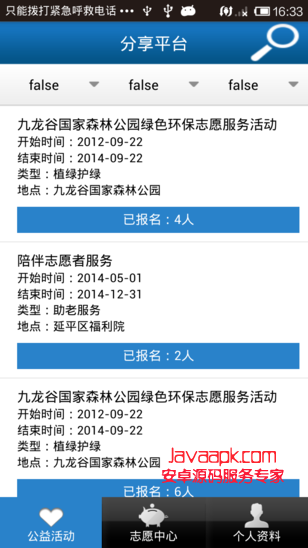 只能拨打紧急呼救电话 ... 16:33
分享平台
false false false
九龙谷国家森林公园绿色环保志愿服务活动
开始时间：2012-09-22
结束时间：2014-09-22
类型：植绿护绿
地点：九龙谷国家森林公园
已报名：4人
陪伴志愿者服务
开始时间：2014-05-01
结束时间：2014-12-31
类型：助老服务
地点：延平区福利院
已报名：2人
九龙谷国家森林公园绿色环保志愿服务活动
开始时间：2012-09-22
结束时间：2014-09-22
类型：植绿护绿
地点：九龙谷国家森林公园
Javaapk.com
安卓源码服务专家
已报名：6人
公益活动 志愿中心 个人资料